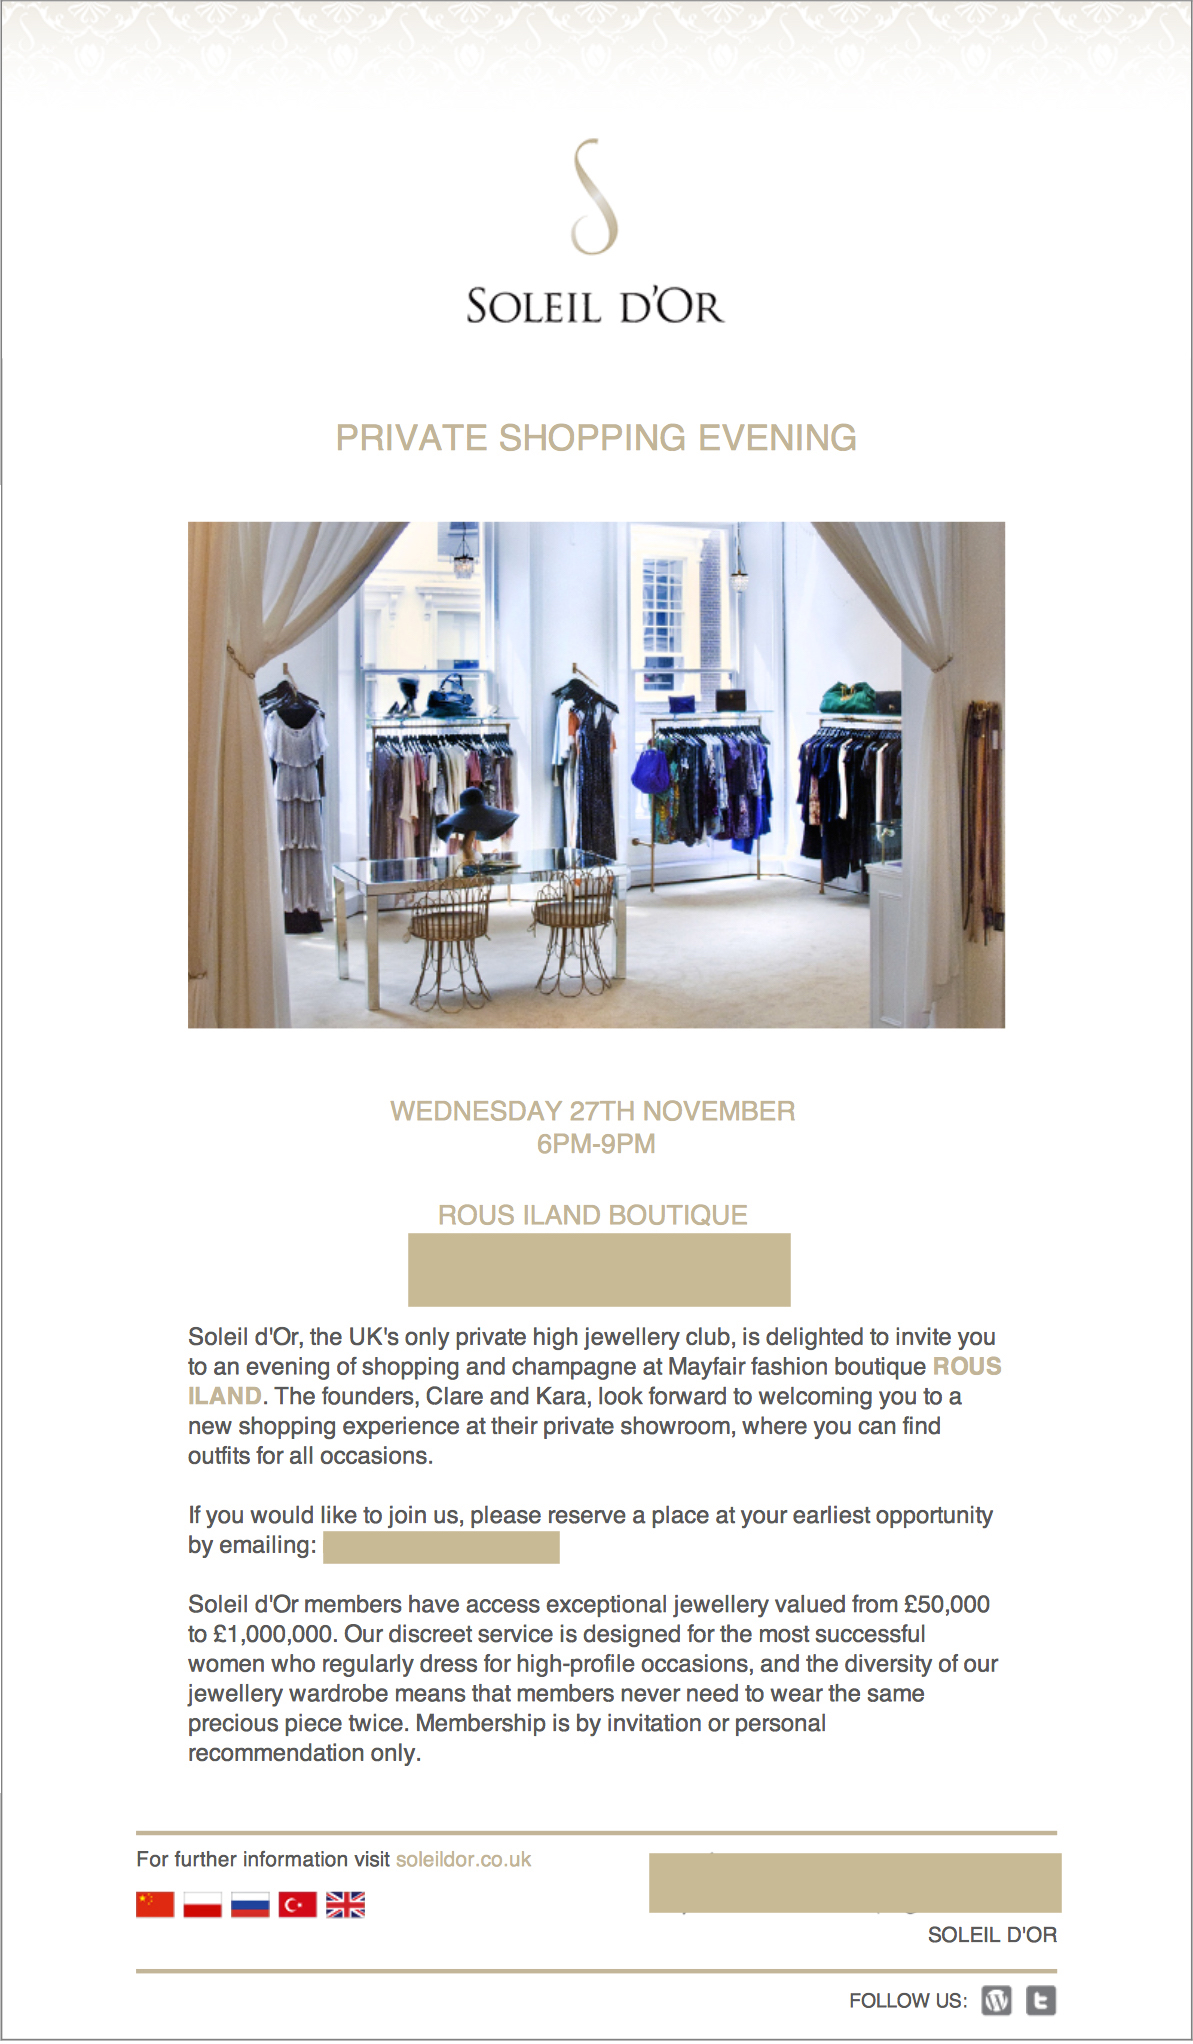 SOLEIL D'OR
PRIVATE SHOPPING EVENING
WEDNESDAY 27TH NOVEMBER
6PM-9PM
ROUS ILAND BOUTIQUE
Soleil d'Or, the UK's only private high jewellery club, is delighted to invite you
to an evening of shopping and champagne at Mayfair fashion boutique ROUS
ILAND. The founders, Clare and Kara, look forward to welcoming you to a
new shopping experience at their private showroom, where you can find
outfits for all occasions.
If you would like to join us, please reserve a place at your earliest opportunity
by emailing:
Soleil d'Or members have access exceptional jewellery valued from £50,000
to £1,000,000. Our discreet service is designed for the most successful
women who regularly dress for high-profile occasions, and the diversity of our
jewellery wardrobe means that members never need to wear the same
precious piece twice. Membership is by invitation or personal
recommendation only.
For further information visit soleildor.co.uk
SOLEIL D'OR
FOLLOW US: